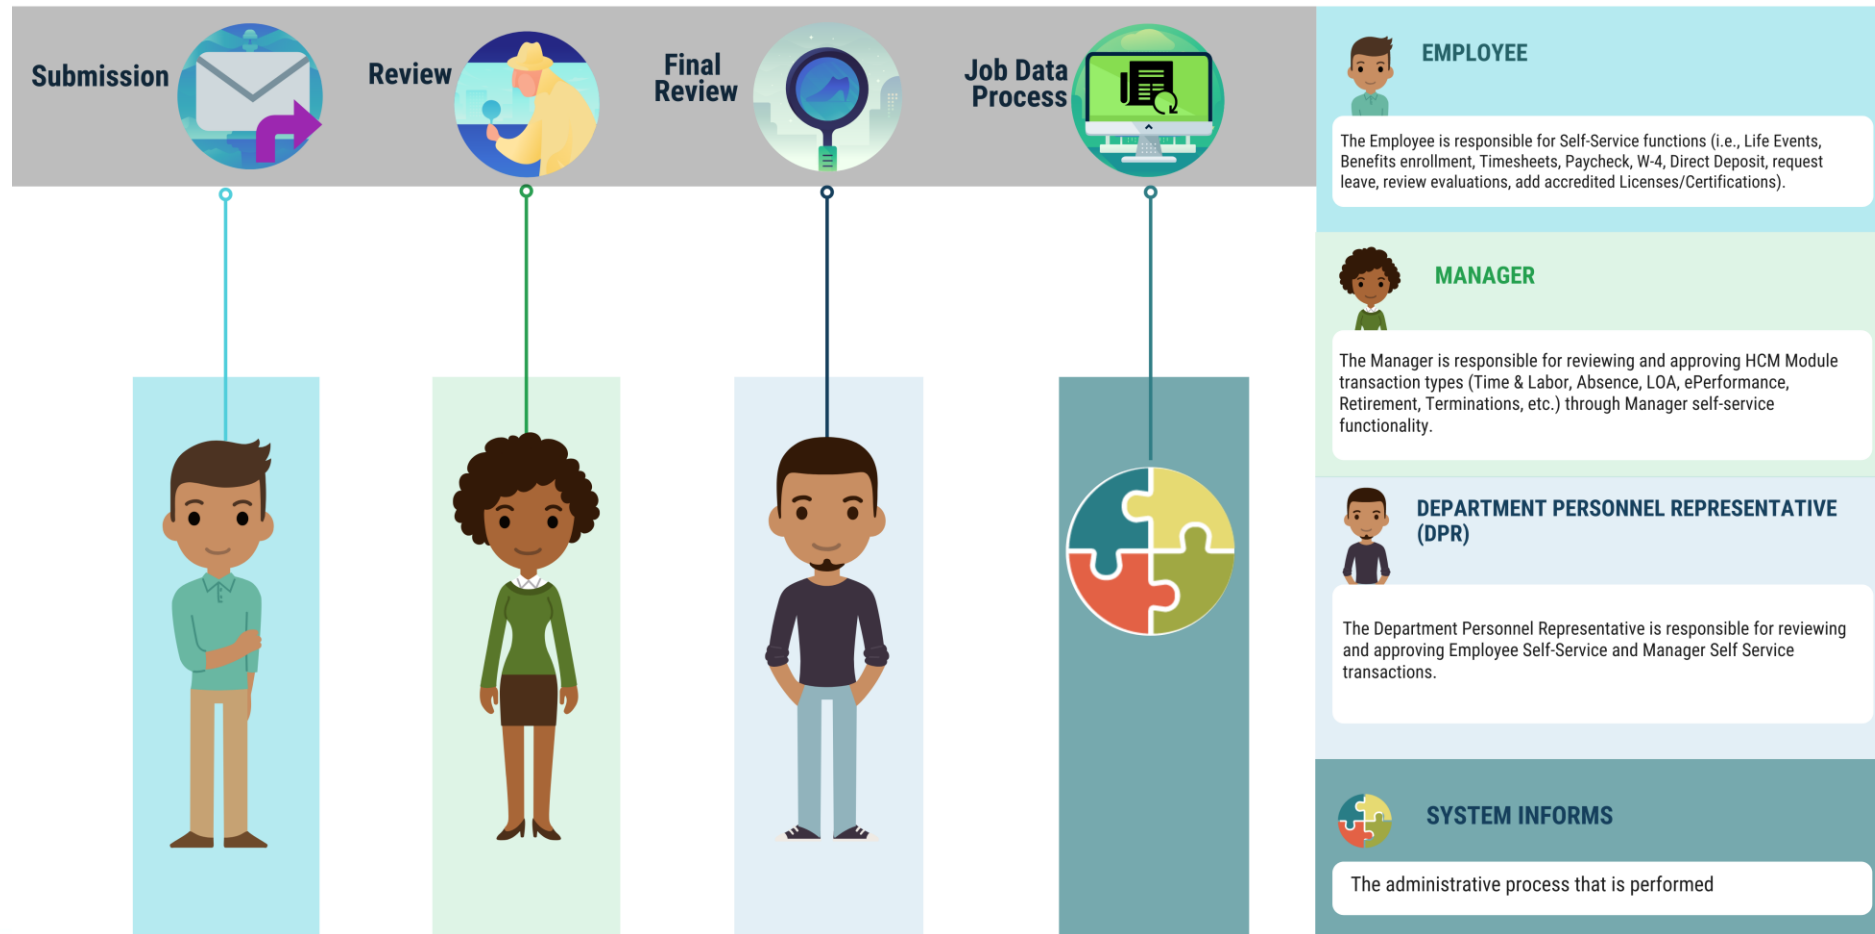 Submission
Review
Final
Review
Job Data
Process
EMPLOYEE
The Employee is responsible for Self-Service functions (i.e., Life Events,
Benefits enrollment, Timesheets, Paycheck, W-4, Direct Deposit, request
leave, review evaluations, add accredited Licenses/Certifications).
MANAGER
The Manager is responsible for reviewing and approving HCM Module
transaction types (Time & Labor, Absence, LOA, ePerformance,
Retirement, Terminations, etc.) through Manager self-service
functionality.
DEPARTMENT PERSONNEL REPRESENTATIVE
(DPR)
The Department Personnel Representative is responsible for reviewing
and approving Employee Self-Service and Manager Self Service
transactions.
SYSTEM INFORMS
The administrative process that is performed